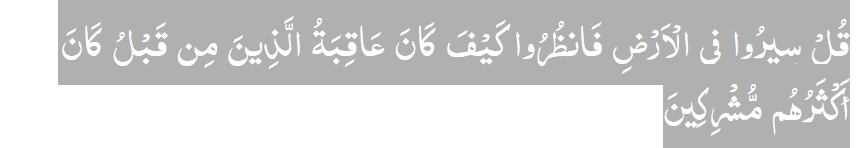 قُلْ سِيرُوا فِى الْاَرْضِ فَانظُرُوا كَيْفَ كَانَ عَاقِبَةُ الَّذِينَ مِن قَبْلُ كَانَ
أَكْثَرُهُم مُّشْرِكِينَ